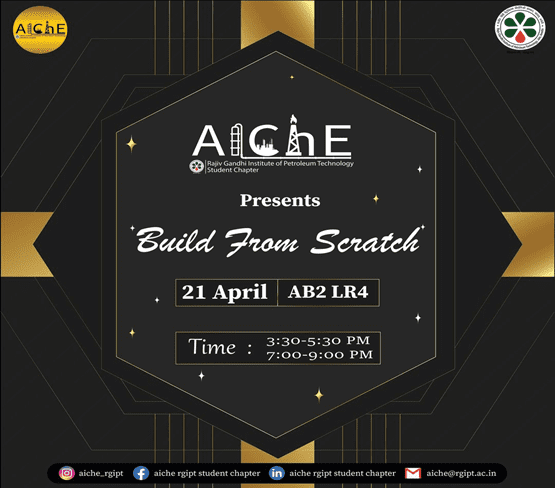 AIChE
AIChE
Rajiv Gandhi Institute of Petroleum Technology
Student Chapter
Presents
Build From Scratch
21 April AB2 LR4
Time : 3:30-5:30 PM
7:00-9:00 PM
aiche_rgipt aiche rgipt student chapter aiche rgipt student chapter aiche@rgipt.ac.in